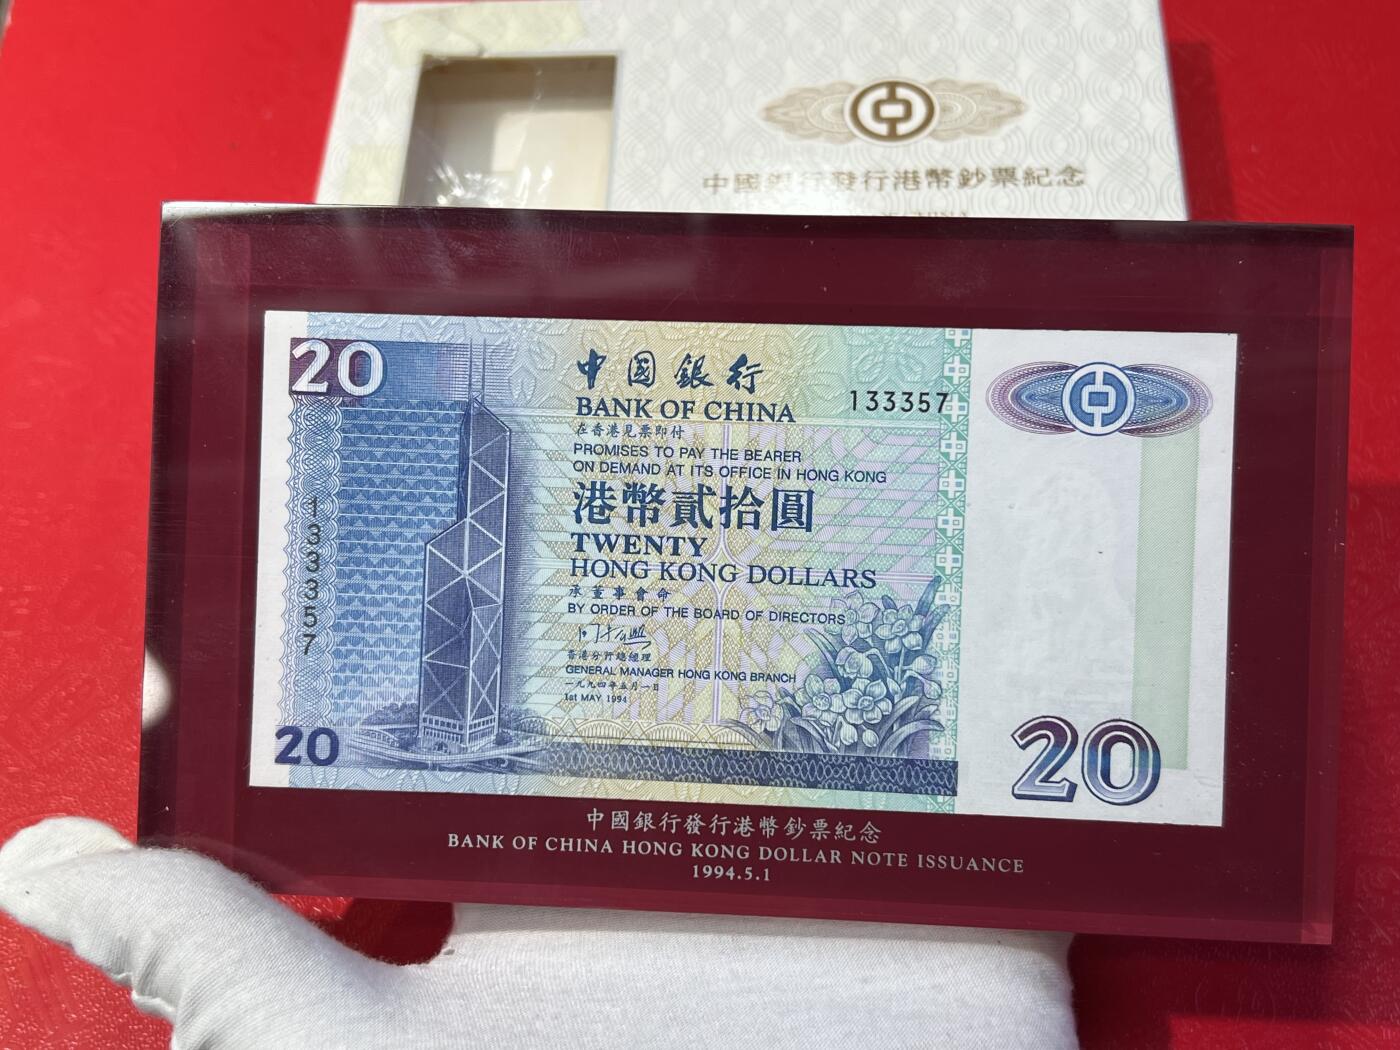 中國銀行發行港幣鈔票紀念
20
中國銀行
BANK OF CHINA
133357
在香港見票即付
PROMISES TO PAY THE BEARER
ON DEMAND AT ITS OFFICE IN HONG KONG
港幣貳拾圓
TWENTY
HONG KONG DOLLARS
承董事會命
BY ORDER OF THE BOARD OF DIRECTORS
香港分行總經理
GENERAL MANAGER HONG KONG BRANCH
一九九四年五月一日
1st MAY 1994
133357
20
20
中國銀行發行港幣鈔票紀念
BANK OF CHINA HONG KONG DOLLAR NOTE ISSUANCE
1994.5.1